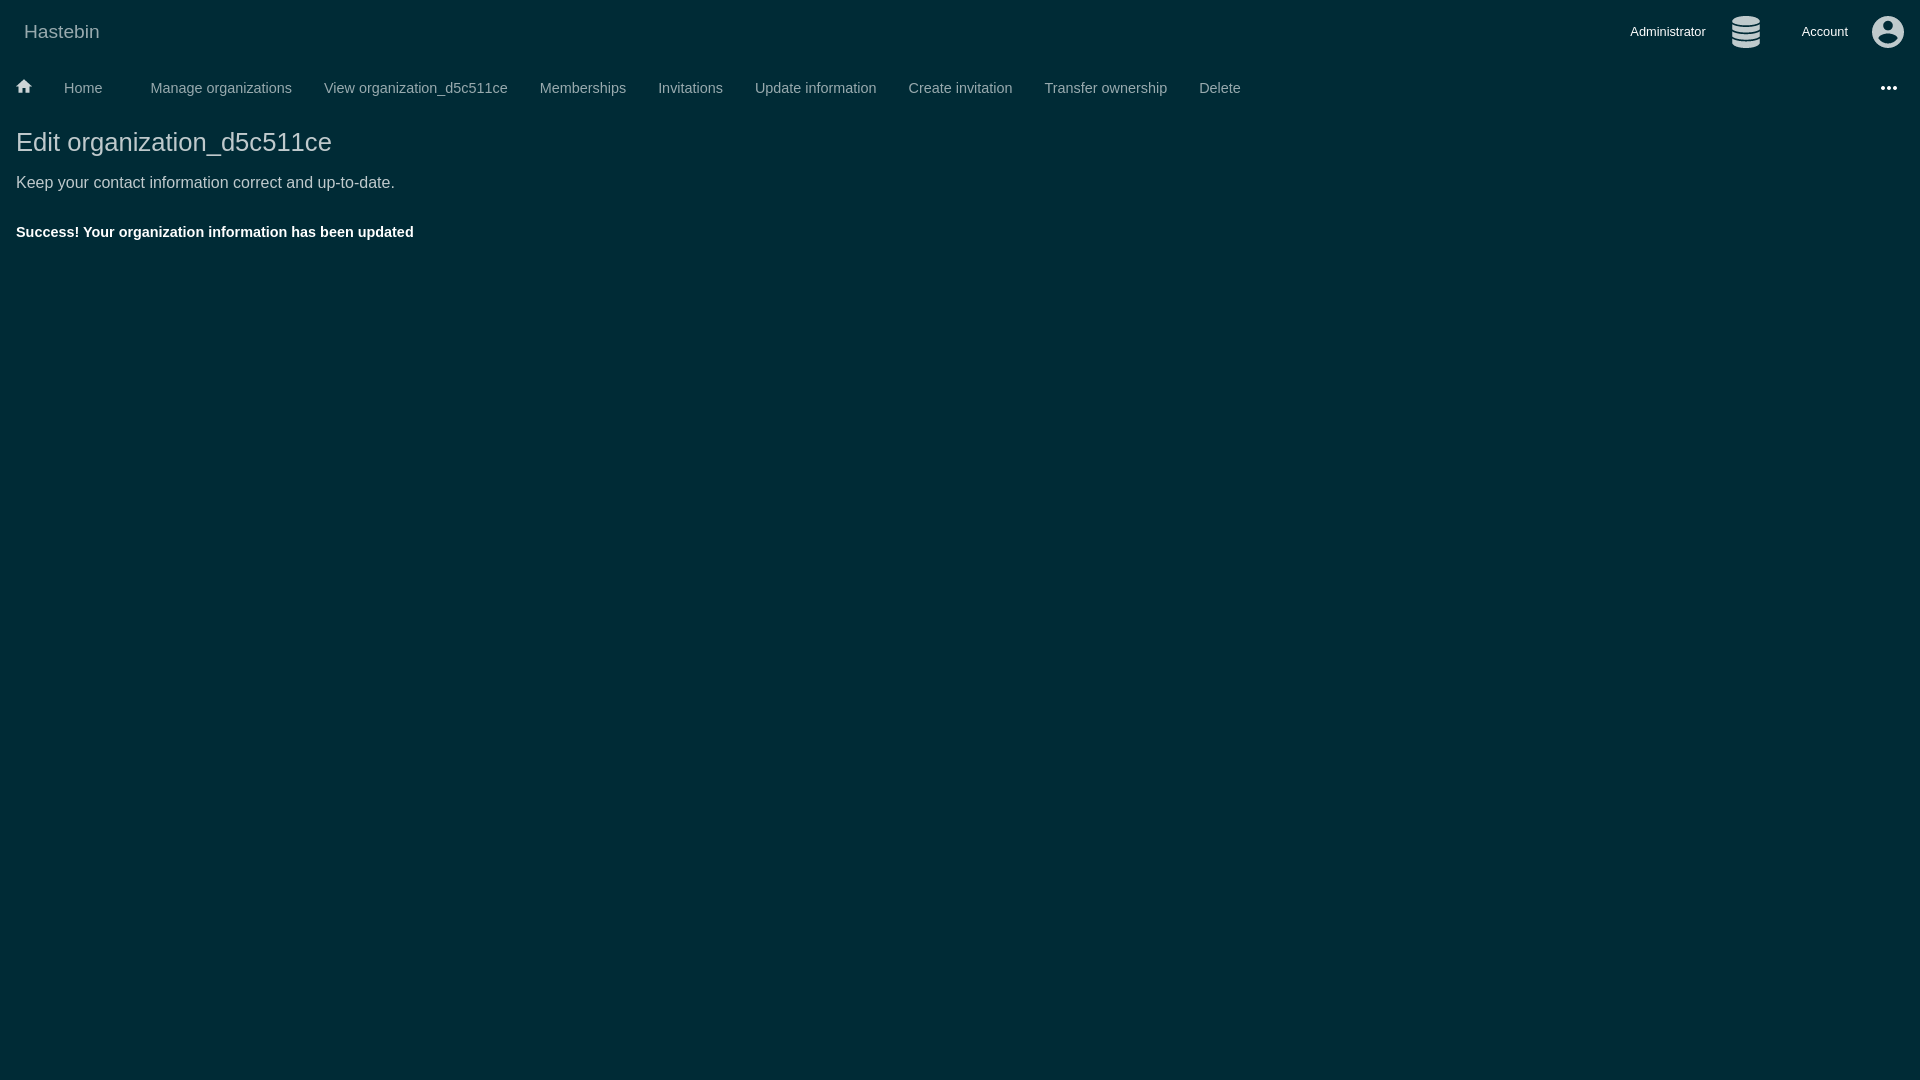 Hastebin
Administrator
Account
Home
Manage organizations
View organization_d5c511ce
Memberships
Invitations
Update information
Create invitation
Transfer ownership
Delete
Edit organization_d5c511ce
Keep your contact information correct and up-to-date.
Success! Your organization information has been updated